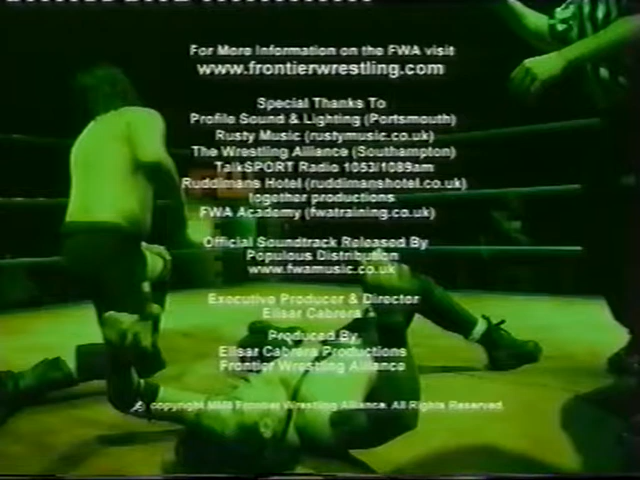 For More Information on the FWA visit
www.frontierwrestling.com
Special Thanks To
Profile Sound & Lighting (Portsmouth)
Rusty Music (rustymusic.co.uk)
The Wrestling Alliance (Southampton)
TalkSPORT Radio 1053/1089am
Ruddimans Hotel (ruddimanshotel.co.uk)
together productions
FWA Academy (fwatraining.co.uk)
Official Soundtrack Released By
Populous Distribution
www.fwamusic.co.uk
Executive Producer & Director
Elisar Cabrera
Produced By
Elisar Cabrera Productions
Frontier Wrestling Alliance
© copyright Frontier Wrestling Alliance. All Rights Reserved.